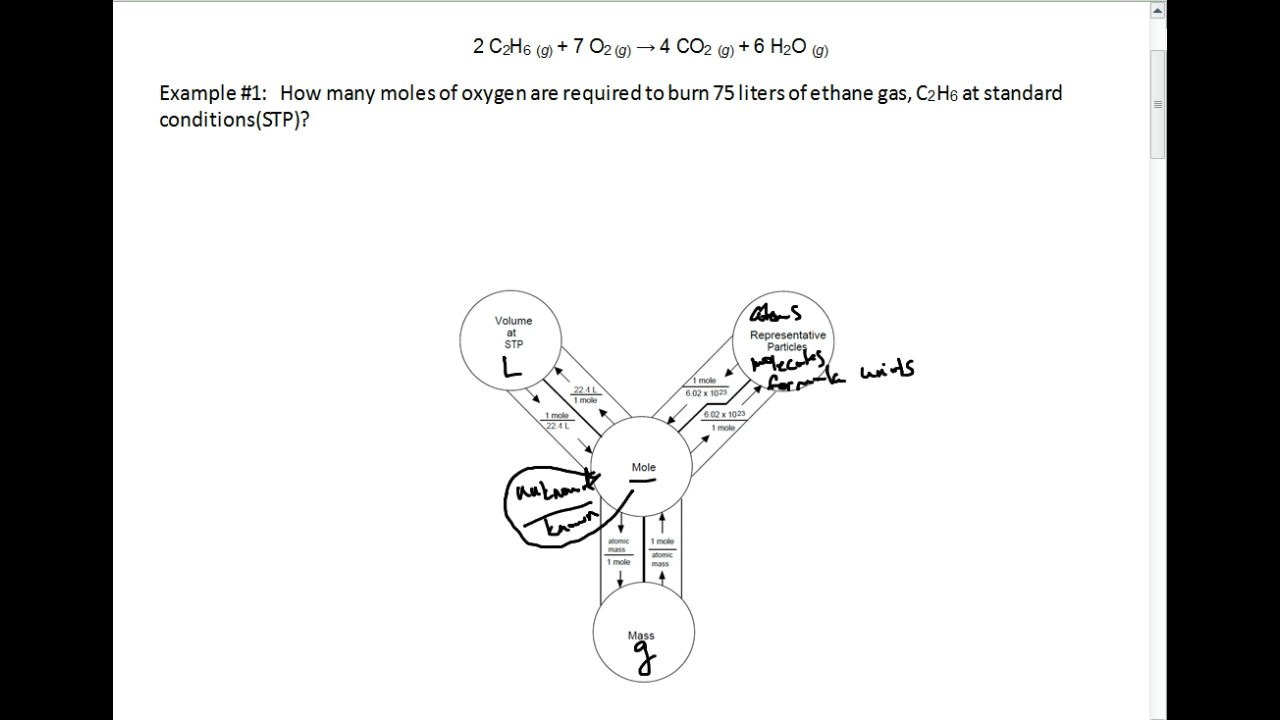 2 C2H6 (g) + 7 O2 (g) → 4 CO2 (g) + 6 H2O (g)
Example #1: How many moles of oxygen are required to burn 75 liters of ethane gas, C2H6 at standard
conditions(STP)?
Volume
at
STP
L
atoms
Representative
Particles
molecules
formula units
22.4 L
1 mole
1 mole
22.4 L
1 mole
6.02 x 1023
6.02 x 1023
1 mole
Mole
unknown
known
atomic
mass
1 mole
1 mole
atomic
mass
Mass
g